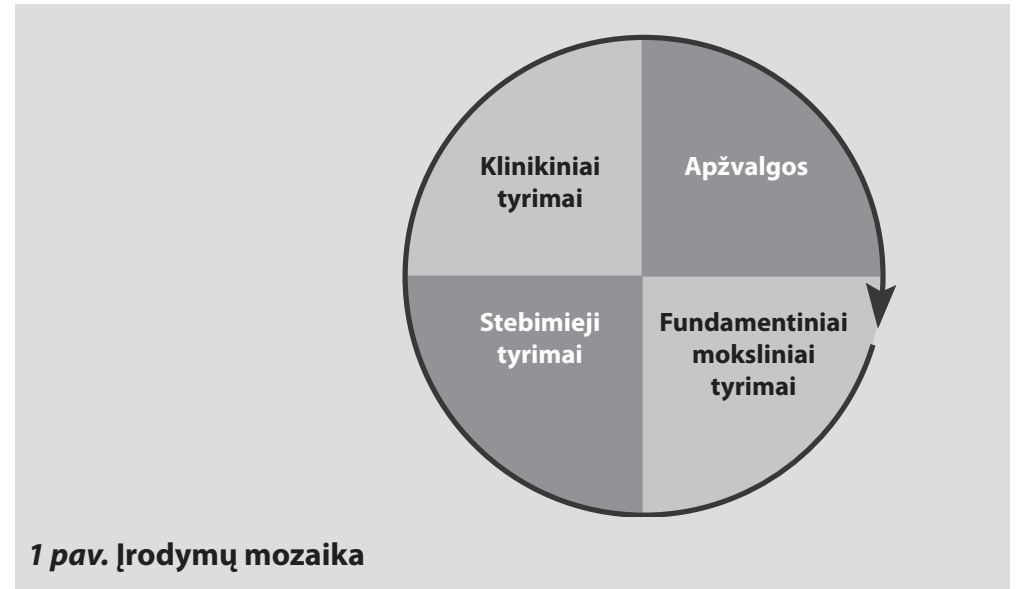 Klinikiniai
tyrimai
Apžvalgos
Stebimieji
tyrimai
Fundamentiniai
moksliniai
tyrimai
1 pav. Įrodymų mozaika